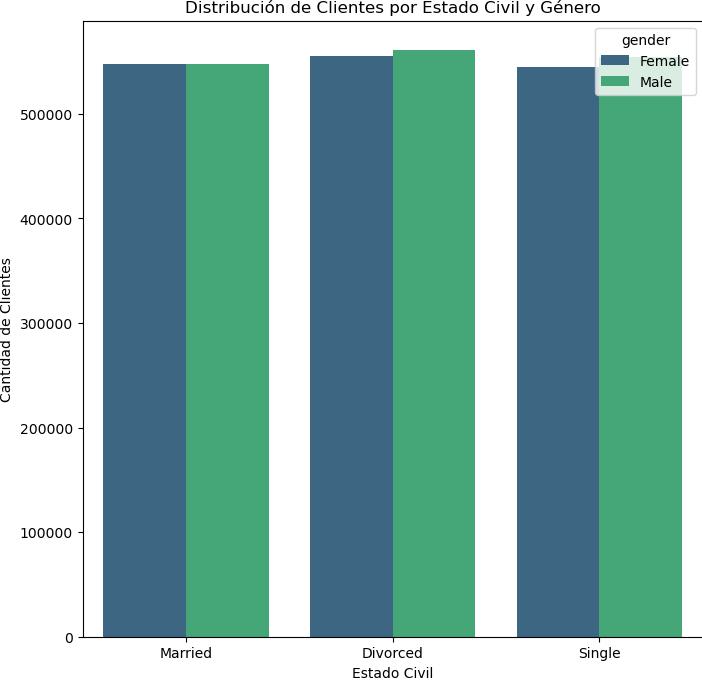 Distribución de Clientes por Estado Civil y Género
gender
Female
Male
500000
400000
300000
200000
100000
0
Cantidad de Clientes
Married
Divorced
Single
Estado Civil